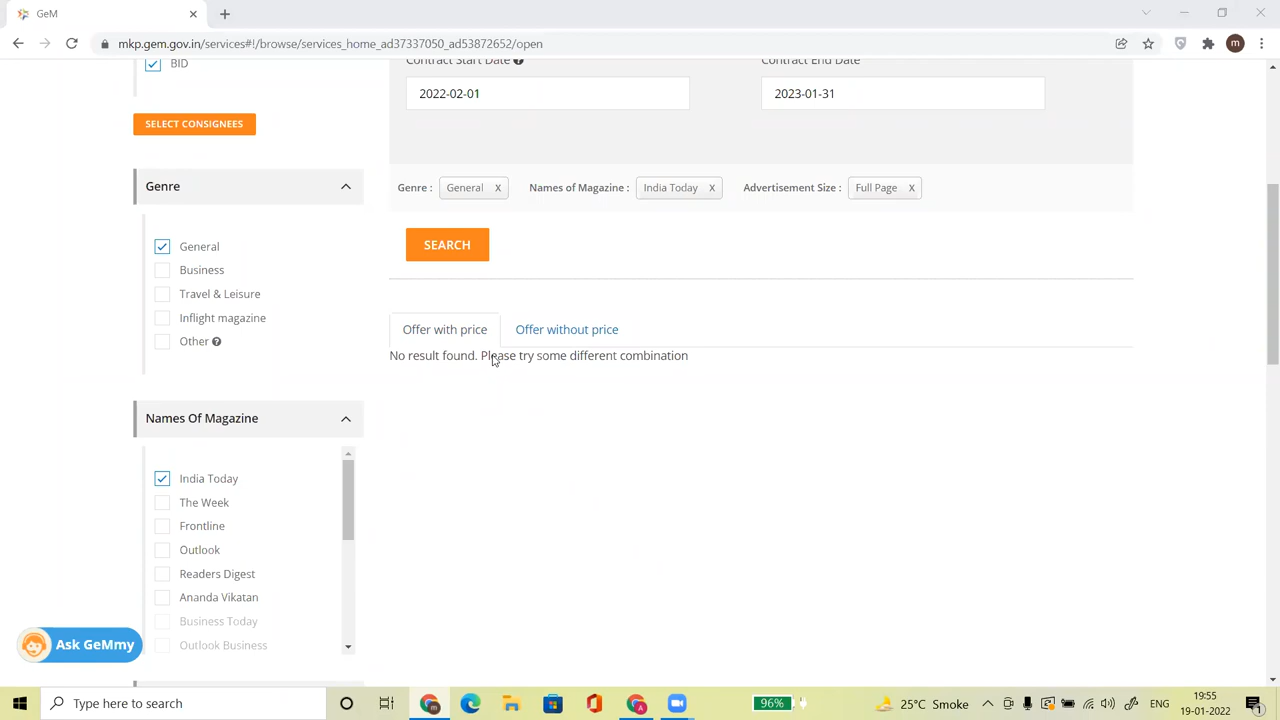 GeM
mkp.gem.gov.in/services#!/browse/services_home_ad37337050_ad53872652/open
m
BID
Contract Start Date
Contract End Date
2022-02-01
2023-01-31
SELECT CONSIGNEES
Genre
Genre : General X Names of Magazine : India Today X Advertisement Size : Full Page X
SEARCH
General
Business
Travel & Leisure
Inflight magazine
Other
Offer with price
Offer without price
No result found. Please try some different combination
Names Of Magazine
India Today
The Week
Frontline
Outlook
Readers Digest
Ananda Vikatan
Business Today
Outlook Business
Ask GeMmy
Type here to search
96%
25°C Smoke
ENG
19:55
19-01-2022
1